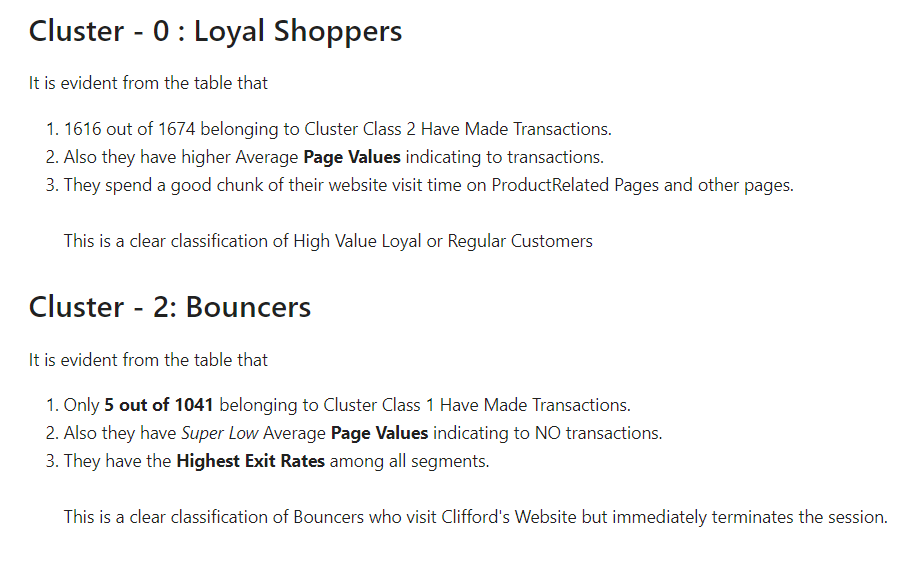 Cluster - 0 : Loyal Shoppers
It is evident from the table that
1. 1616 out of 1674 belonging to Cluster Class 2 Have Made Transactions.
2. Also they have higher Average Page Values indicating to transactions.
3. They spend a good chunk of their website visit time on ProductRelated Pages and other pages.
This is a clear classification of High Value Loyal or Regular Customers
Cluster - 2: Bouncers
It is evident from the table that
1. Only 5 out of 1041 belonging to Cluster Class 1 Have Made Transactions.
2. Also they have Super Low Average Page Values indicating to NO transactions.
3. They have the Highest Exit Rates among all segments.
This is a clear classification of Bouncers who visit Clifford's Website but immediately terminates the session.